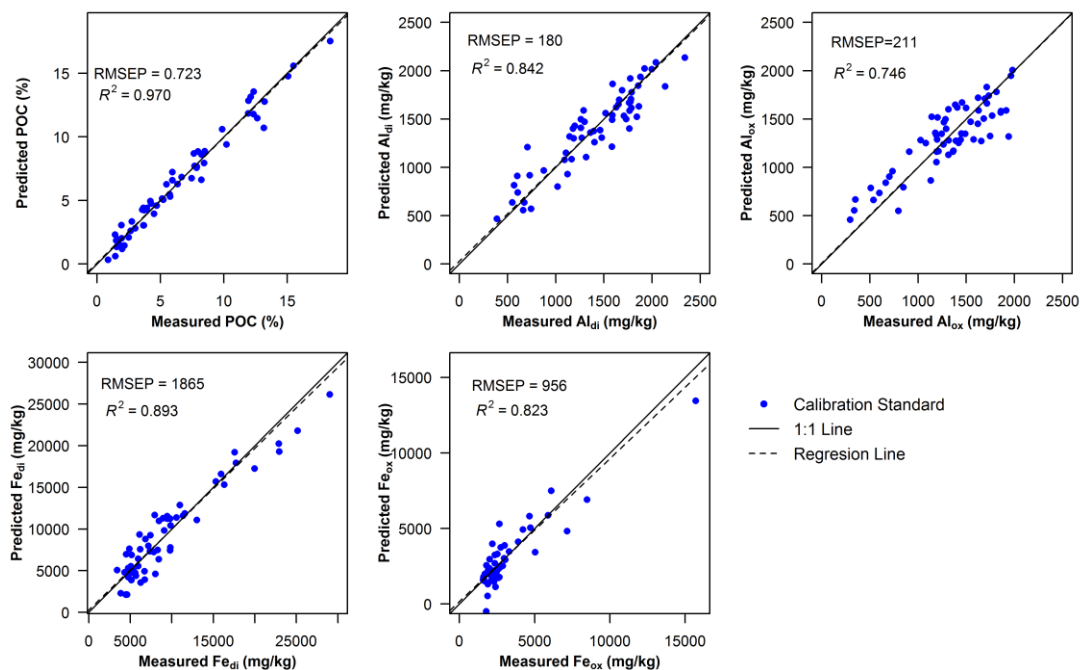 Predicted POC (%)
15
10
5
0
RMSEP = 0.723
R² = 0.970
0 5 10 15
Measured POC (%)
Predicted Al_di (mg/kg)
2500
2000
1500
1000
500
0
RMSEP = 180
R² = 0.842
0 500 1000 1500 2000 2500
Measured Al_di (mg/kg)
Predicted Al_ox (mg/kg)
2500
2000
1500
1000
500
0
RMSEP=211
R² = 0.746
0 500 1000 1500 2000 2500
Measured Al_ox (mg/kg)
Predicted Fe_di (mg/kg)
30000
25000
20000
15000
10000
5000
0
RMSEP = 1865
R² = 0.893
0 5000 10000 15000 20000 25000
Measured Fe_di (mg/kg)
Predicted Fe_ox (mg/kg)
15000
10000
5000
0
RMSEP = 956
R² = 0.823
0 5000 10000 15000
Measured Fe_ox (mg/kg)
Calibration Standard
1:1 Line
Regresion Line